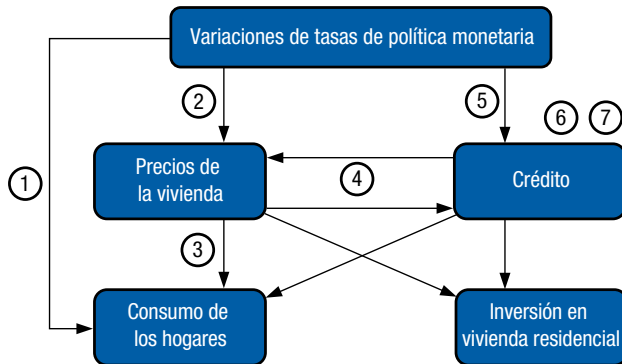 Variaciones de tasas de política monetaria
2
5
6 7
Precios de
la vivienda
4
Crédito
1
3
Consumo de
los hogares
Inversión en
vivienda residencial